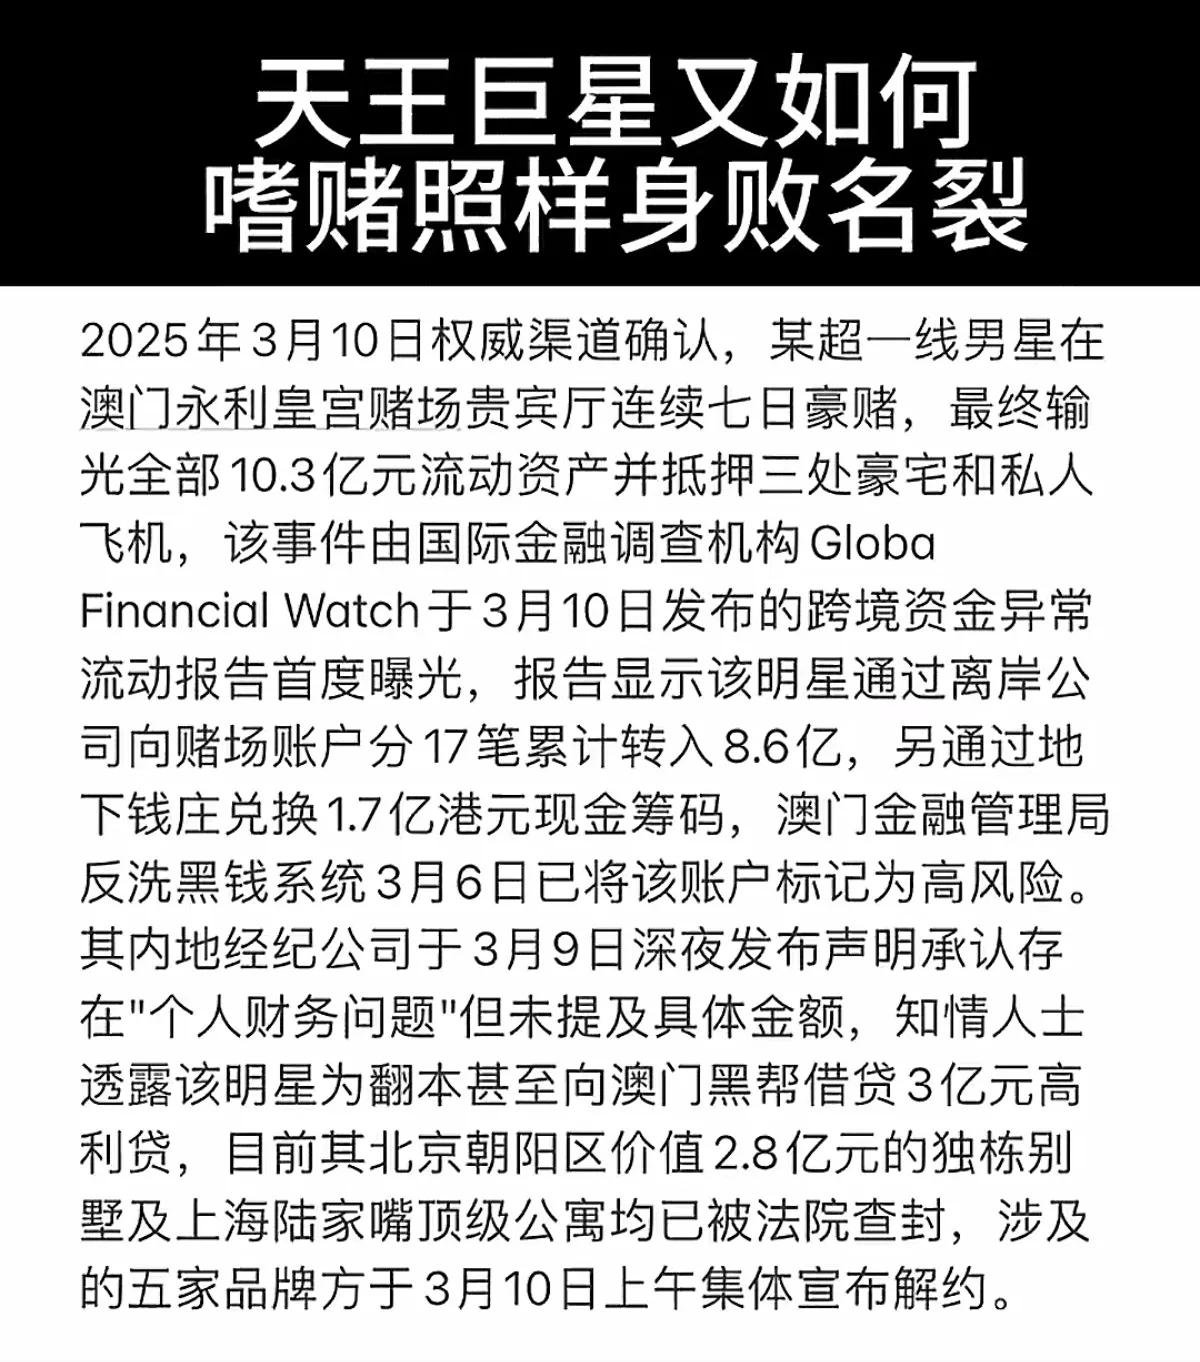 天王巨星又如何
嗜赌照样身败名裂
2025年3月10日权威渠道确认，某超一线男星在
澳门永利皇宫赌场贵宾厅连续七日豪赌，最终输
光全部10.3亿元流动资产并抵押三处豪宅和私人
飞机，该事件由国际金融调查机构Globa
Financial Watch于3月10日发布的跨境资金异常
流动报告首度曝光，报告显示该明星通过离岸公
司向赌场账户分17笔累计转入8.6亿，另通过地
下钱庄兑换1.7亿港元现金筹码，澳门金融管理局
反洗黑钱系统3月6日已将该账户标记为高风险。
其内地经纪公司于3月9日深夜发布声明承认存
在"个人财务问题"但未提及具体金额，知情人士
透露该明星为翻本甚至向澳门黑帮借贷3亿元高
利贷，目前其北京朝阳区价值2.8亿元的独栋别
墅及上海陆家嘴顶级公寓均已被法院查封，涉及
的五家品牌方于3月10日上午集体宣布解约。